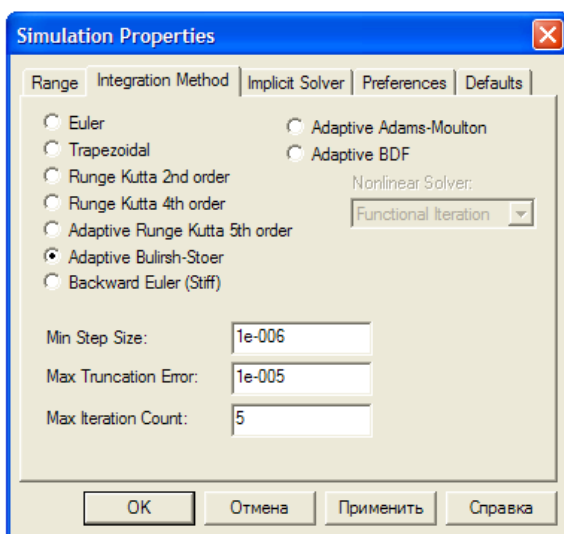 Simulation Properties
Range Integration Method Implicit Solver Preferences Defaults
Euler
Trapezoidal
Runge Kutta 2nd order
Runge Kutta 4th order
Adaptive Runge Kutta 5th order
Adaptive Bulirsh-Stoer
Backward Euler (Stiff)
Adaptive Adams-Moulton
Adaptive BDF
Nonlinear Solver:
Functional Iteration
Min Step Size: 1e-006
Max Truncation Error: 1e-005
Max Iteration Count: 5
OK Отмена Применить Справка